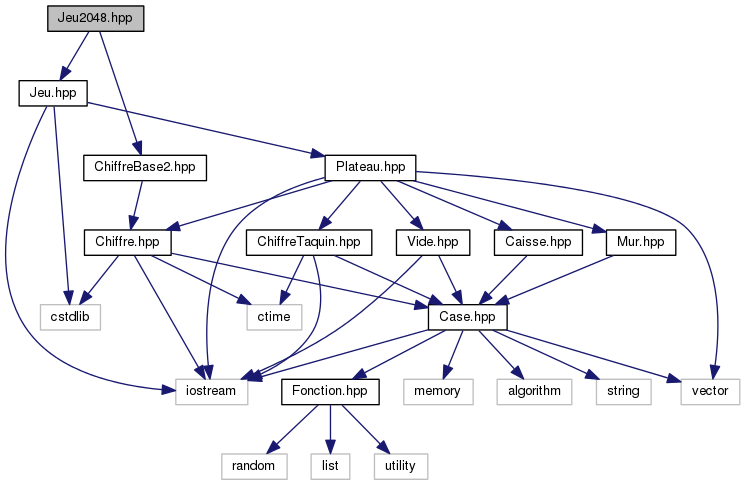 Jeu2048.hpp
Jeu.hpp
ChiffreBase2.hpp
Plateau.hpp
Chiffre.hpp
ChiffreTaquin.hpp
Vide.hpp
Caisse.hpp
Mur.hpp
cstdlib
ctime
Case.hpp
iostream
Fonction.hpp
memory
algorithm
string
vector
random
list
utility